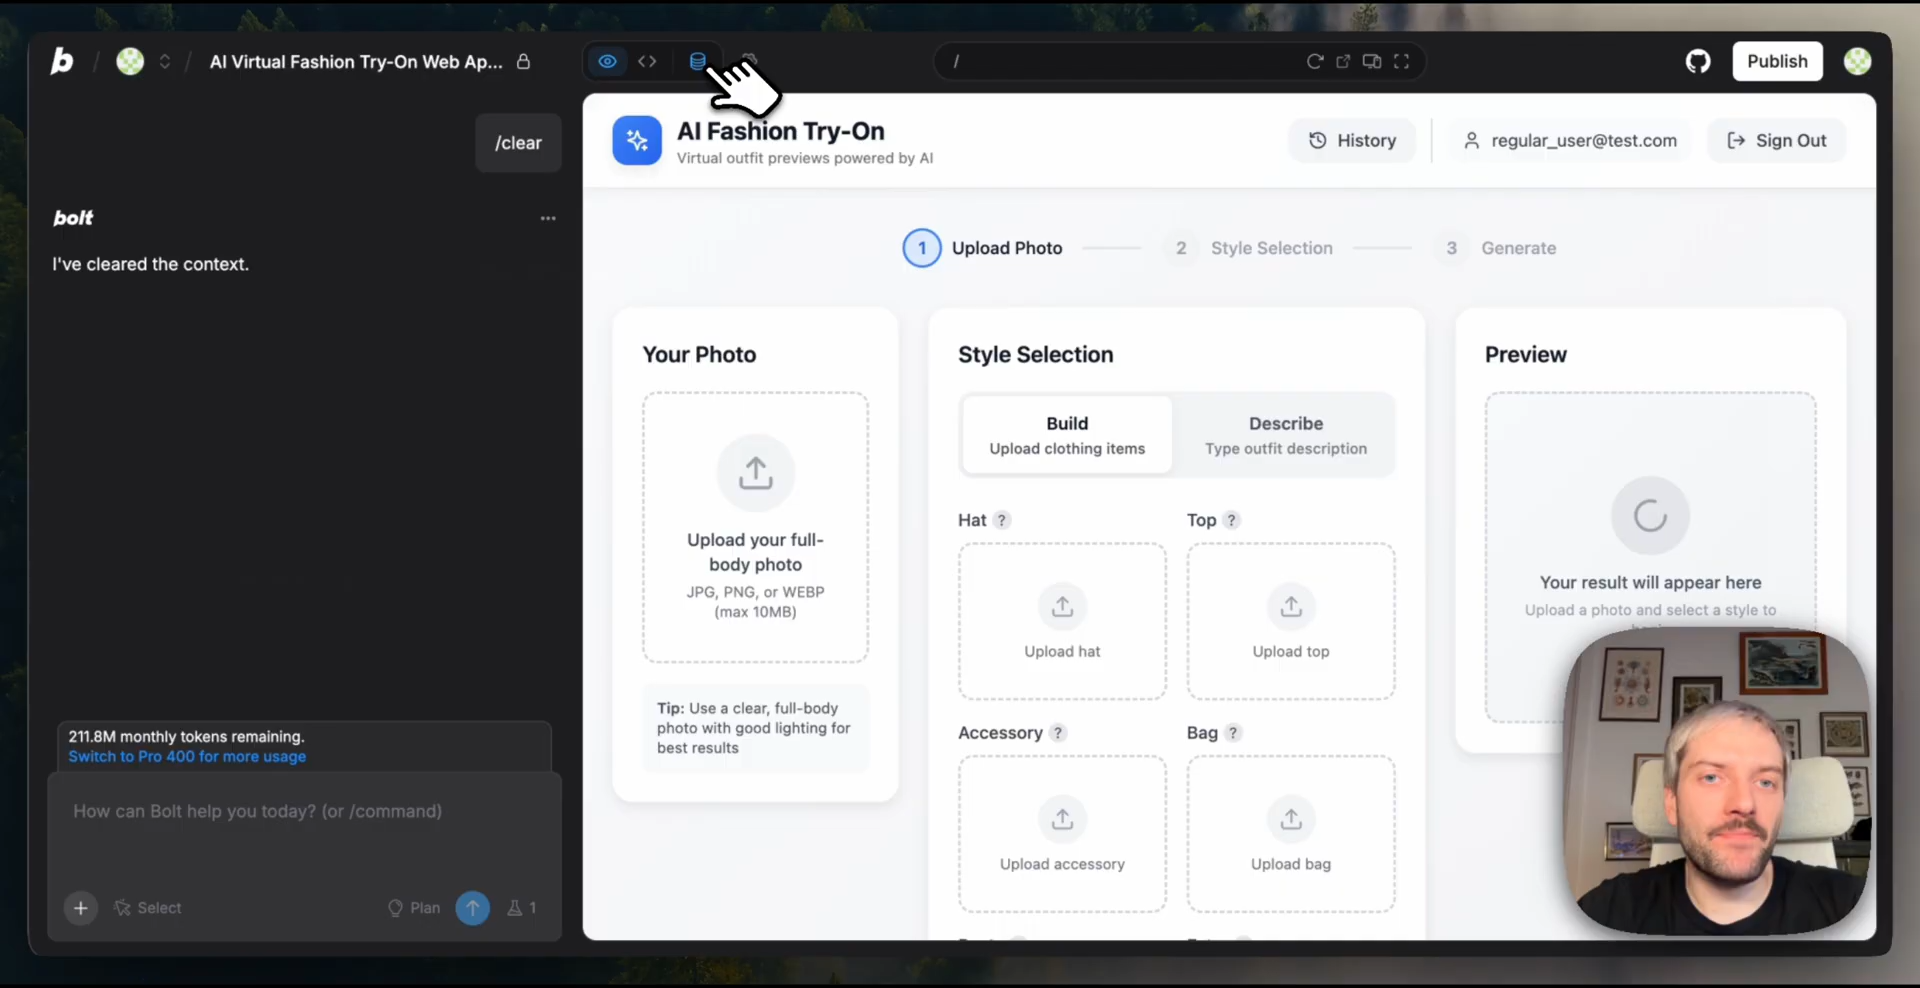 b / / AI Virtual Fashion Try-On Web Ap...
/
Publish
/clear
bolt
I've cleared the context.
211.8M monthly tokens remaining.
Switch to Pro 400 for more usage
How can Bolt help you today? (or /command)
Select
Plan
1
AI Fashion Try-On
Virtual outfit previews powered by AI
History
regular_user@test.com
Sign Out
1 Upload Photo
2 Style Selection
3 Generate
Your Photo
Upload your full-
body photo
JPG, PNG, or WEBP
(max 10MB)
Tip: Use a clear, full-body
photo with good lighting for
best results
Style Selection
Build
Upload clothing items
Describe
Type outfit description
Hat ?
Upload hat
Top ?
Upload top
Accessory ?
Upload accessory
Bag ?
Upload bag
Preview
Your result will appear here
Upload a photo and select a style to